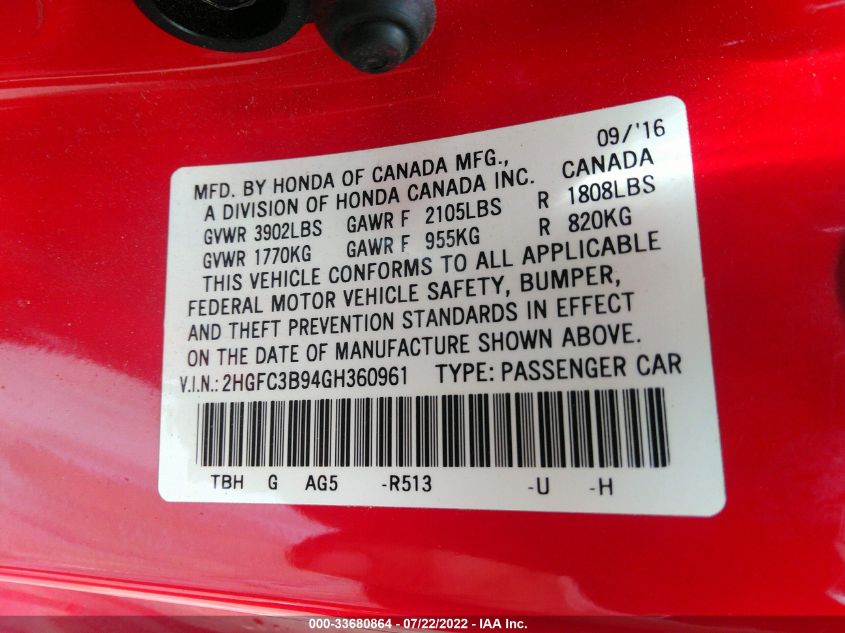 09/'16
MFD. BY HONDA OF CANADA MFG.,
A DIVISION OF HONDA CANADA INC. CANADA
GVWR 3902LBS GAWR F 2105LBS R 1808LBS
GVWR 1770KG GAWR F 955KG R 820KG
THIS VEHICLE CONFORMS TO ALL APPLICABLE
FEDERAL MOTOR VEHICLE SAFETY, BUMPER,
AND THEFT PREVENTION STANDARDS IN EFFECT
ON THE DATE OF MANUFACTURE SHOWN ABOVE.
V.I.N.: 2HGFC3B94GH360961 TYPE: PASSENGER CAR
TBH G AG5 -R513 -U -H
000-33680864 - 07/22/2022 - IAA Inc.